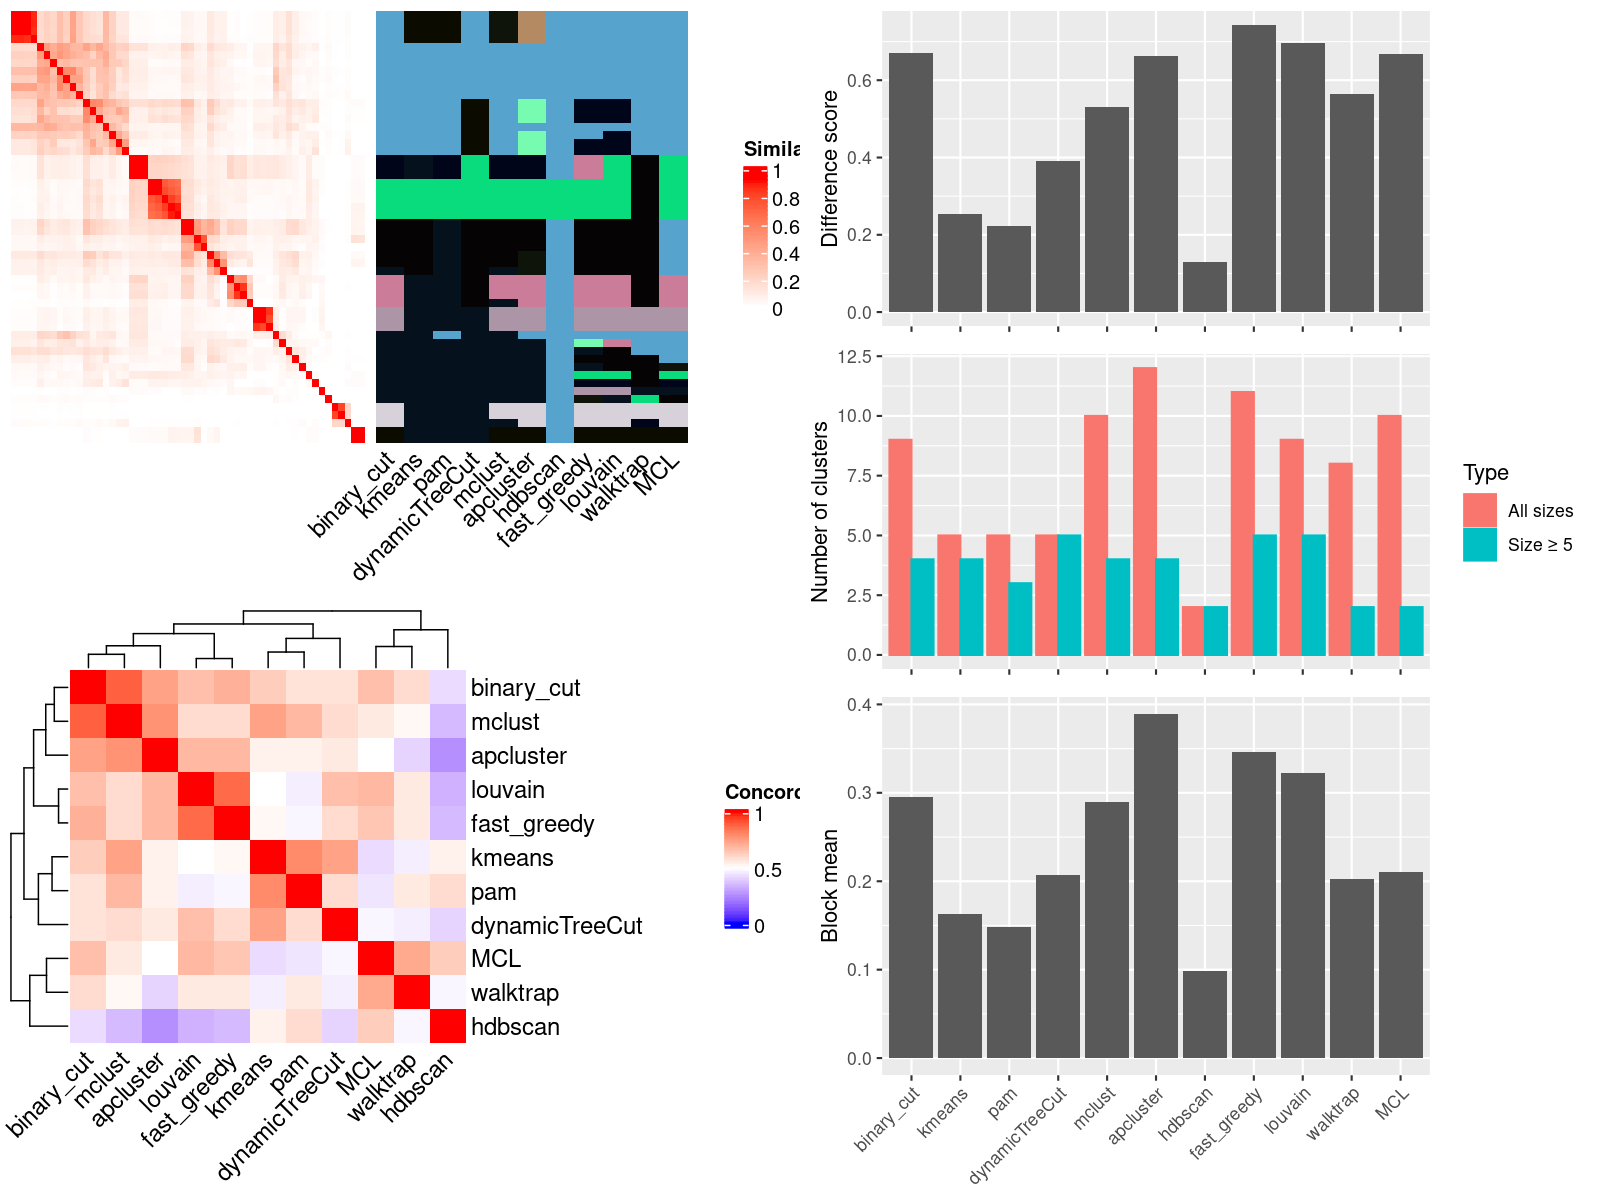 Simila
1
0.8
0.6
0.4
0.2
0
binary_cut
kmeans
pam
dynamicTreeCut
mclust
apcluster
hdbscan
fast_greedy
louvain
walktrap
MCL
Difference score
0.6
0.4
0.2
0.0
Number of clusters
12.5
10.0
7.5
5.0
2.5
0.0
Type
All sizes
Size ≥ 5
binary_cut
mclust
apcluster
louvain
fast_greedy
kmeans
pam
dynamicTreeCut
MCL
walktrap
hdbscan
binary_cut
mclust
apcluster
louvain
fast_greedy
kmeans
pam
dynamicTreeCut
MCL
walktrap
hdbscan
Concord
1
0.5
0
Block mean
0.4
0.3
0.2
0.1
0.0
binary_cut
kmeans
pam
dynamicTreeCut
mclust
apcluster
hdbscan
fast_greedy
louvain
walktrap
MCL